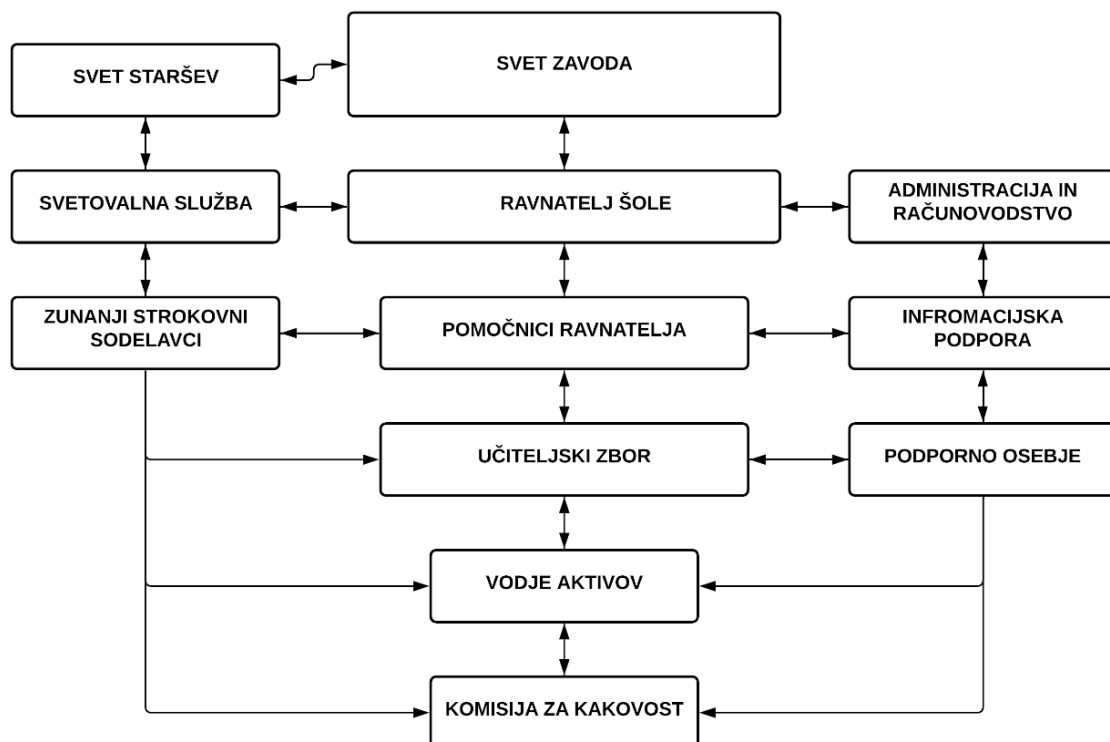 SVET STARŠEV
SVET ZAVODA
SVETOVALNA SLUŽBA
RAVNATELJ ŠOLE
ADMINISTRACIJA IN
RAČUNOVODSTVO
ZUNANJI STROKOVNI
SODELAVCI
POMOČNICI RAVNATELJA
INFROMACIJSKA
PODPORA
UČITELJSKI ZBOR
PODPORNO OSEBJE
VODJE AKTIVOV
KOMISIJA ZA KAKOVOST